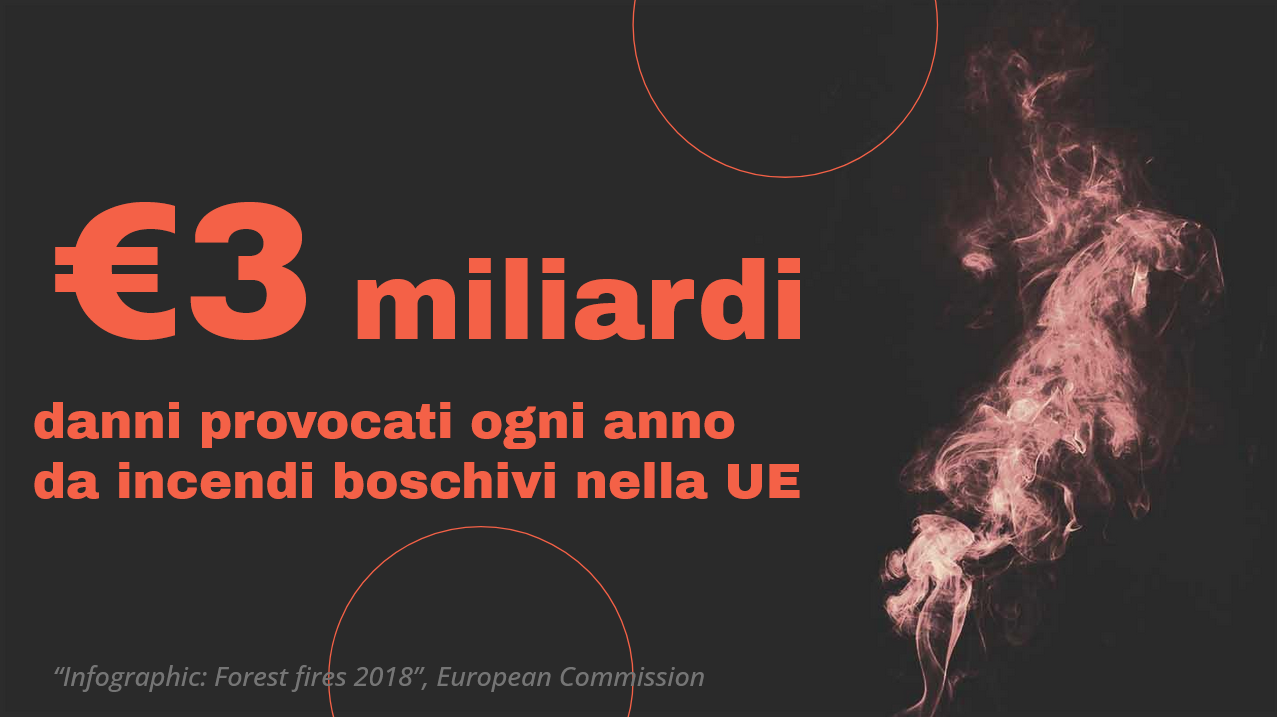 €3 miliardi
danni provocati ogni anno
da incendi boschivi nella UE
“Infographic: Forest fires 2018”, European Commission